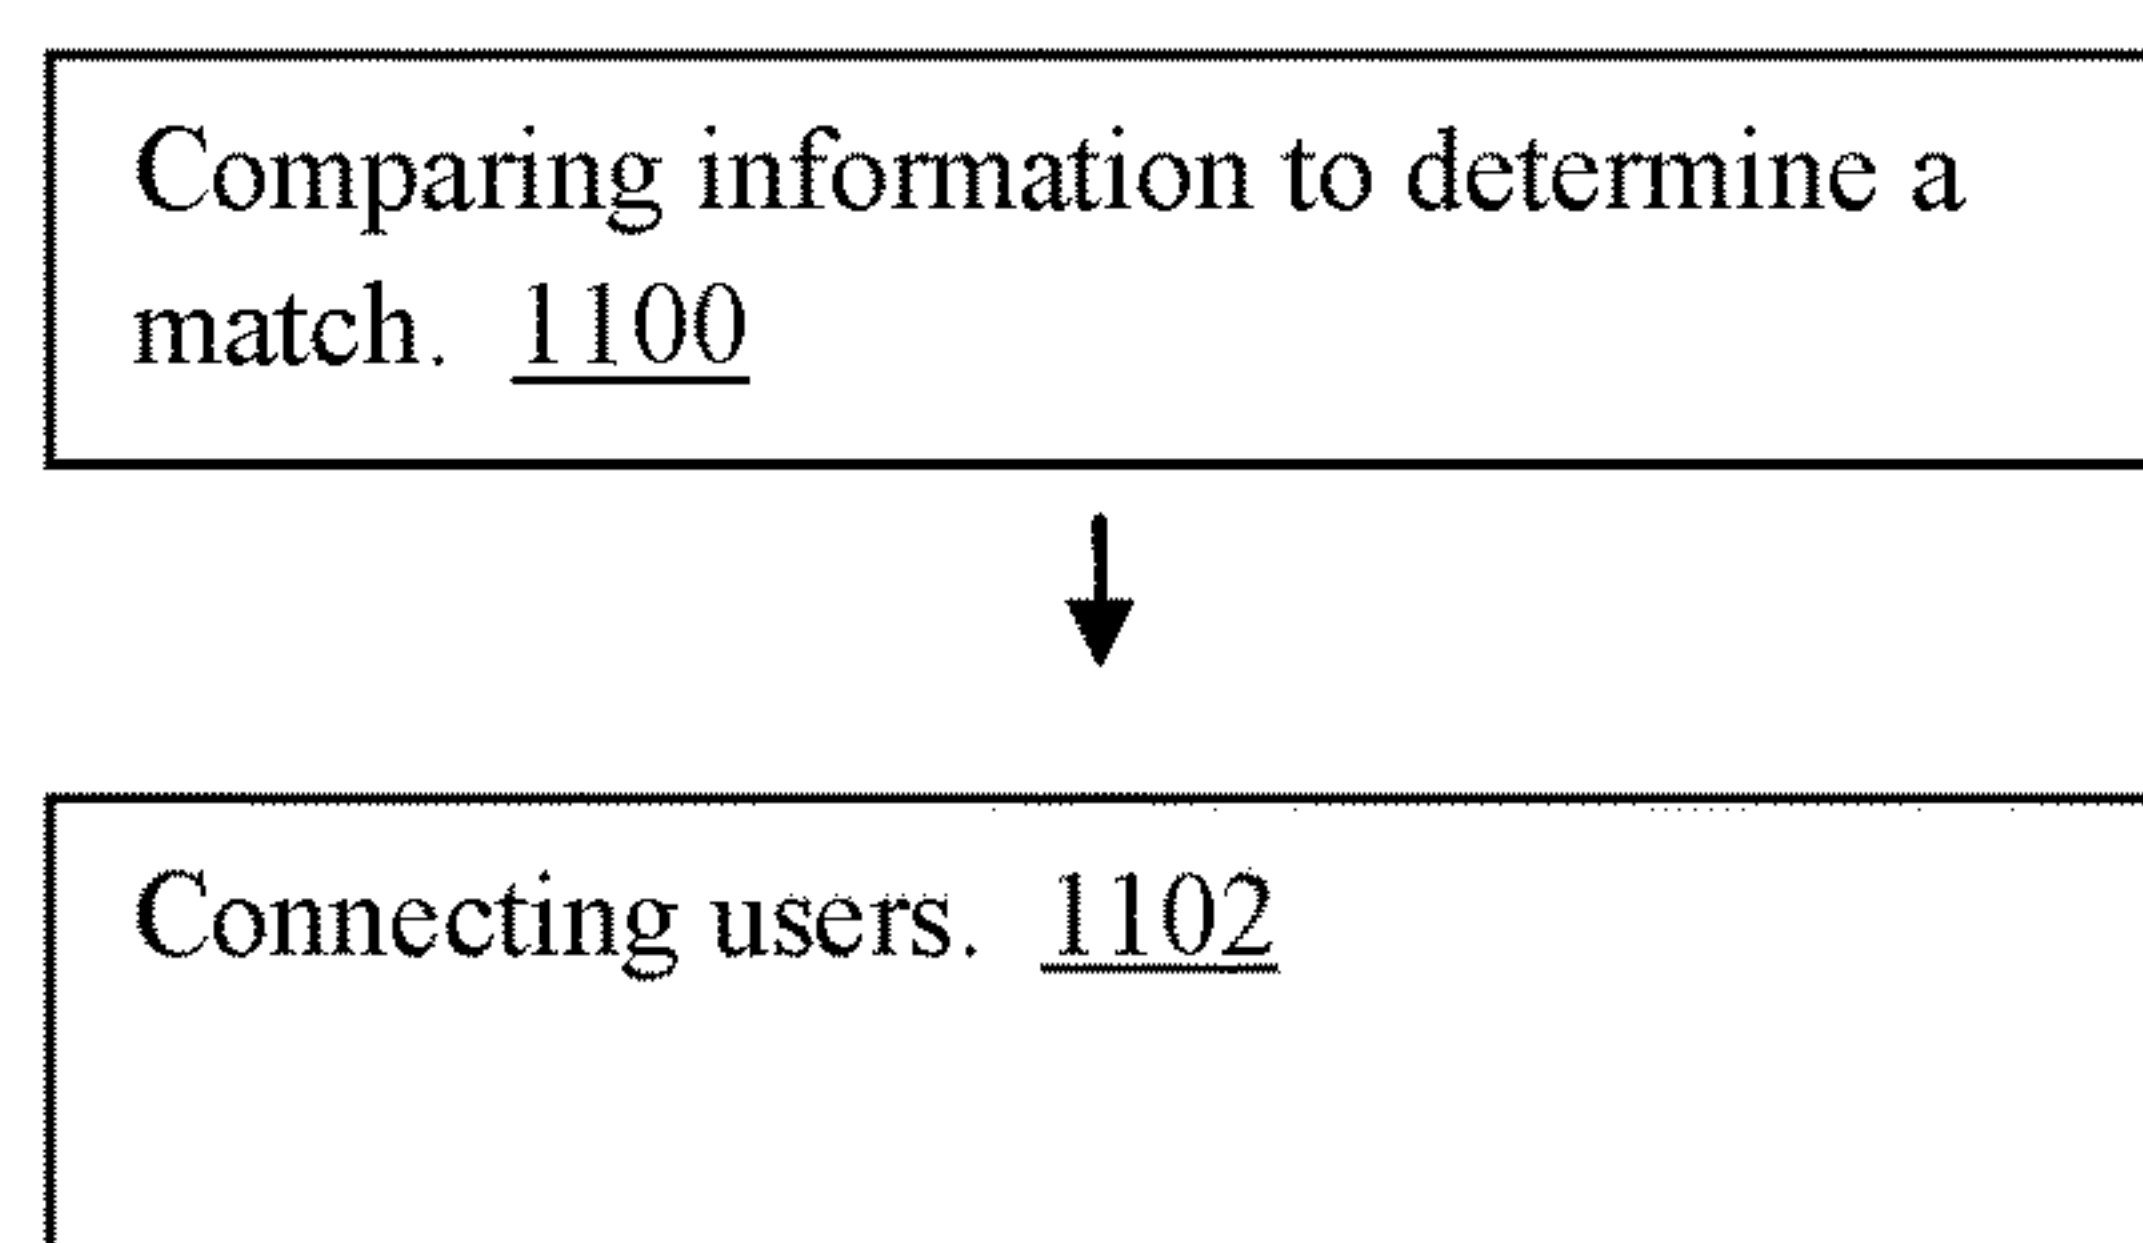 Comparing information to determine a
match. 1100
Connecting users. 1102